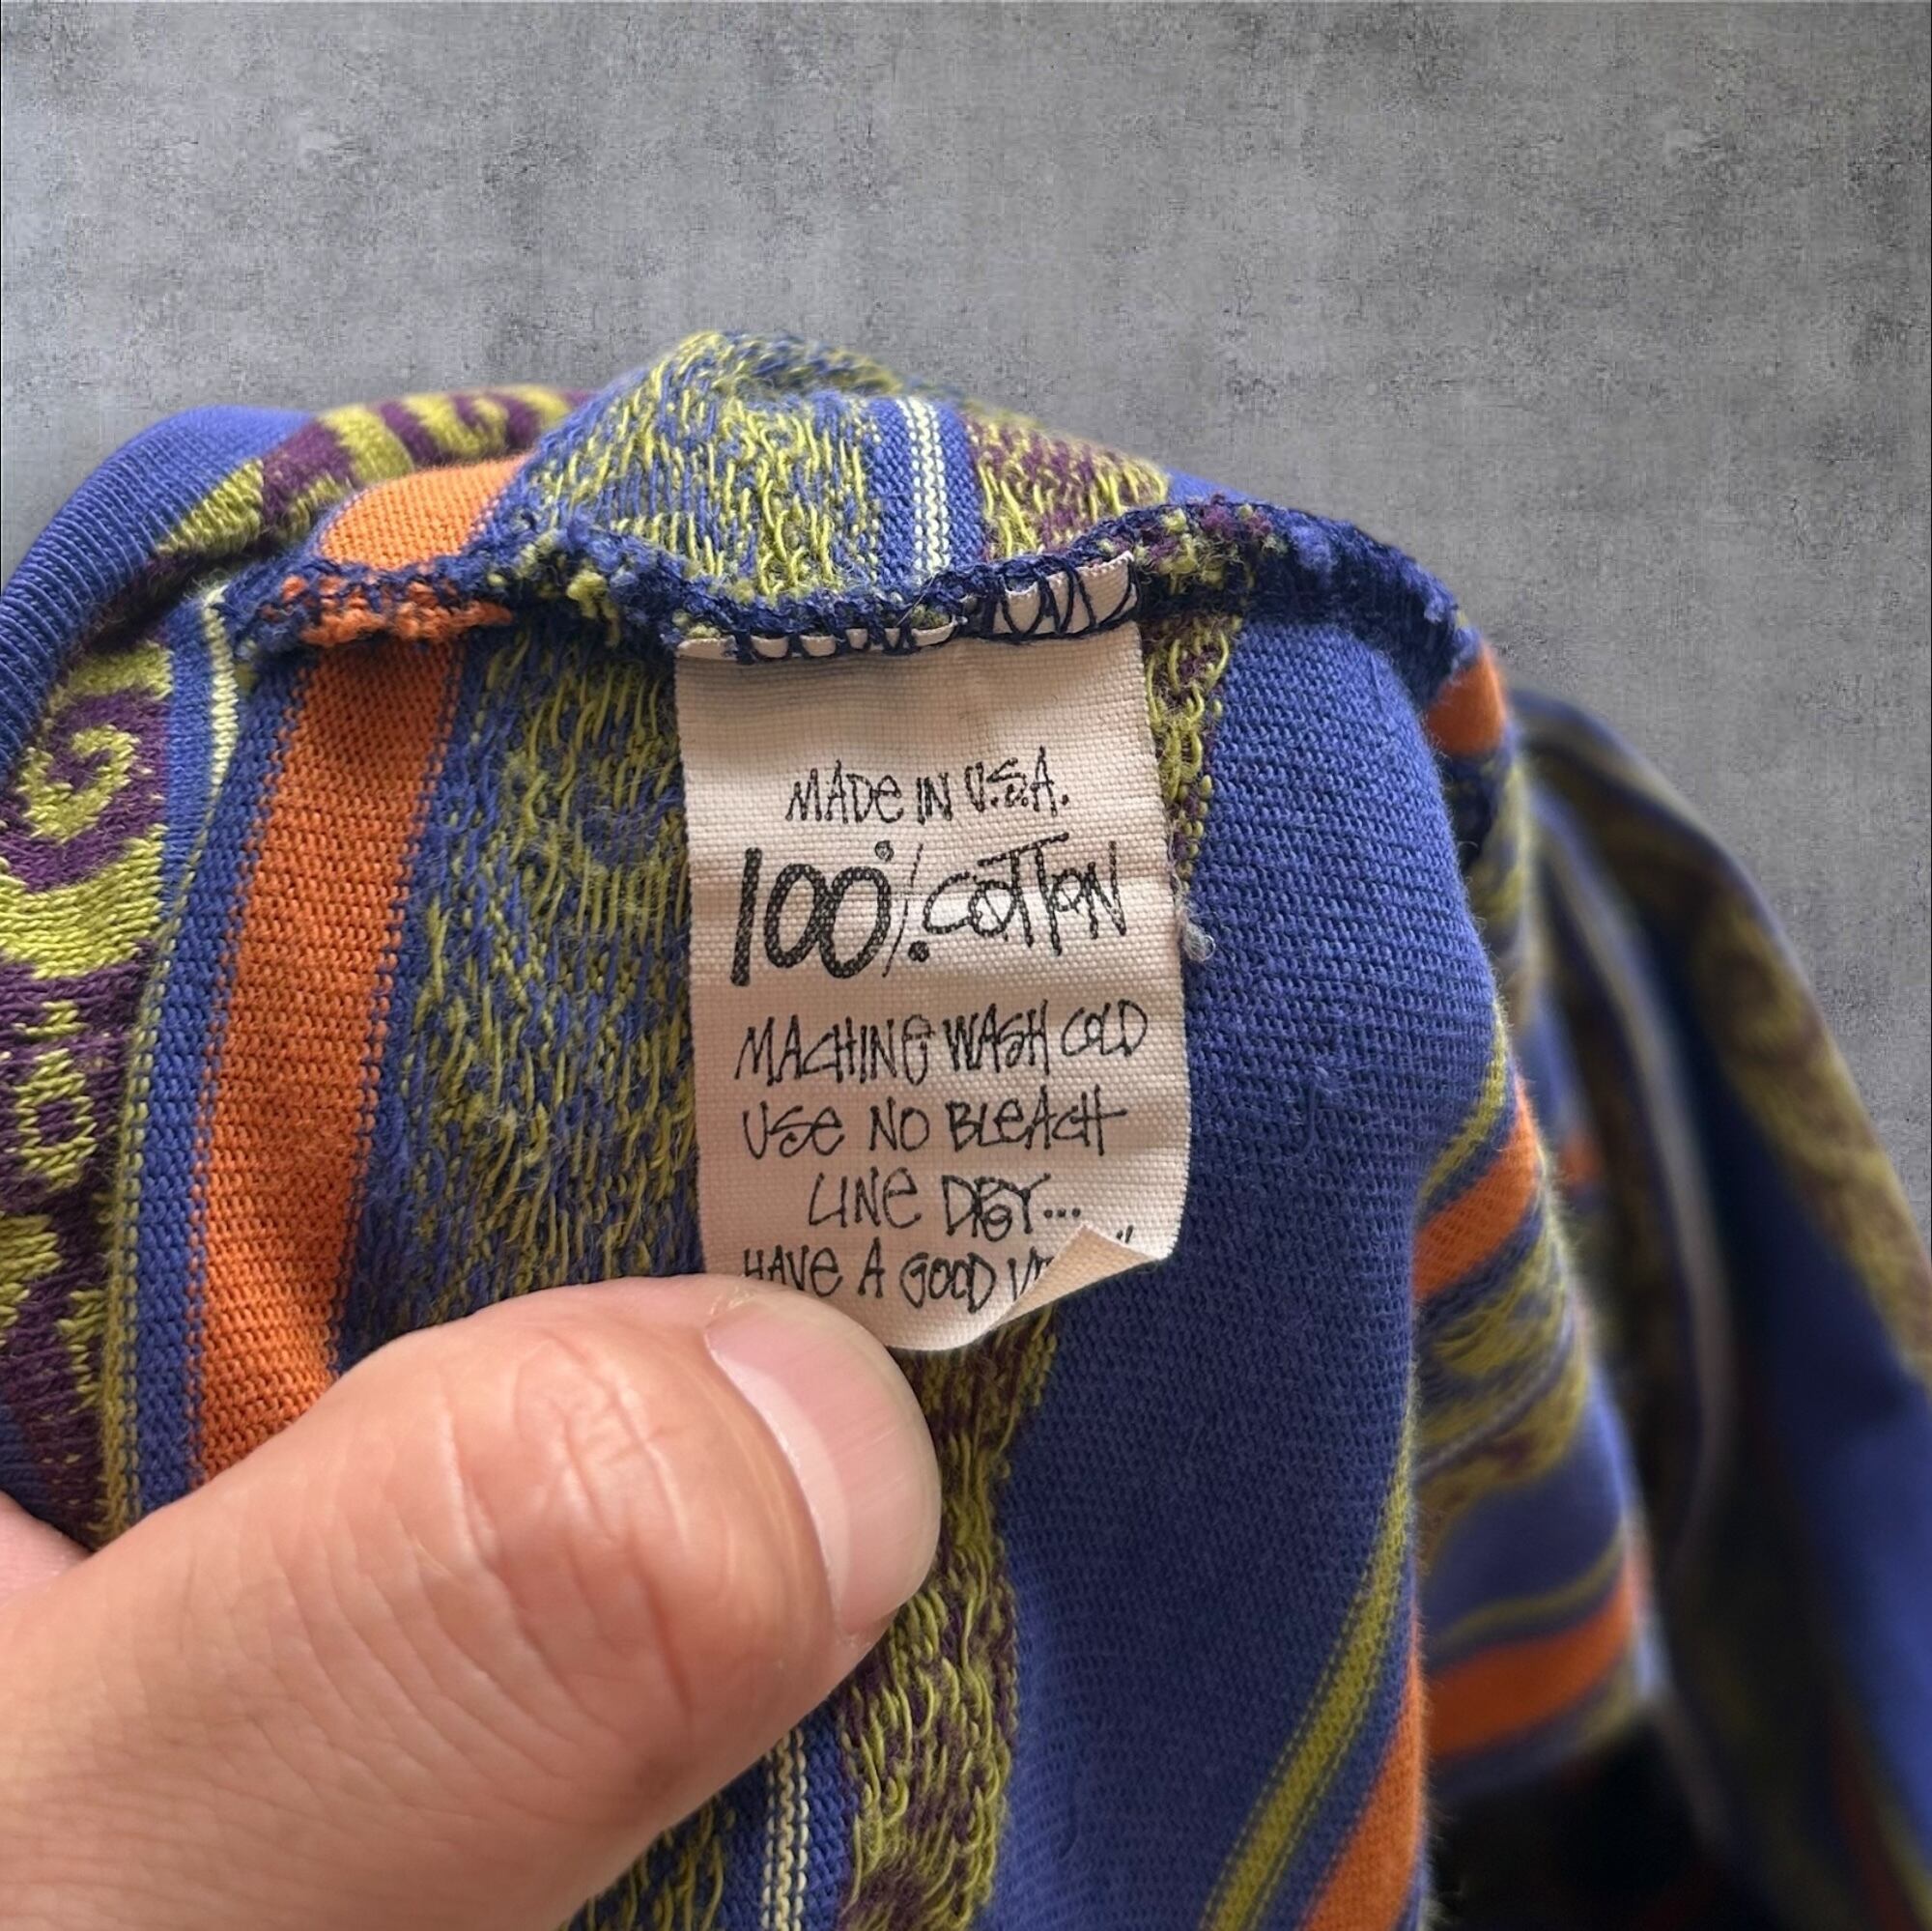 MADE IN U.S.A.
100% COTTON
MACHINE WASH COLD
USE NO BLEACH
LINE DRY...
HAVE A GOOD